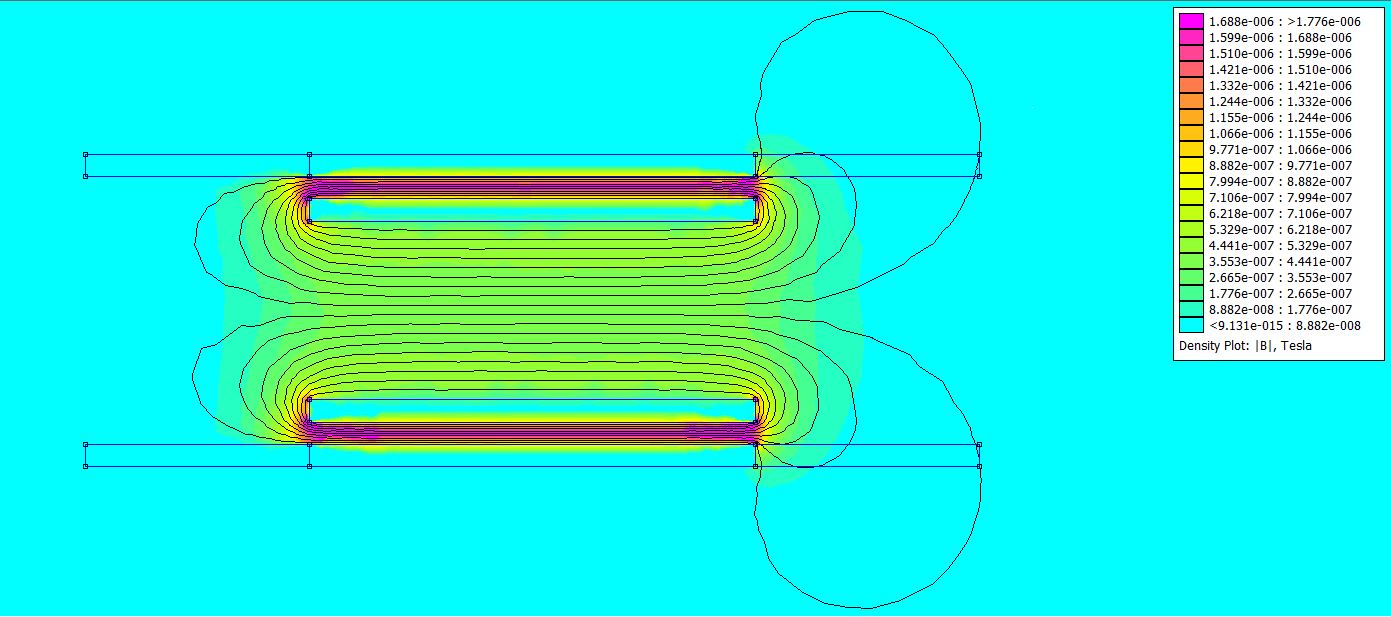 1.688e-006 : >1.776e-006
1.599e-006 : 1.688e-006
1.510e-006 : 1.599e-006
1.421e-006 : 1.510e-006
1.332e-006 : 1.421e-006
1.244e-006 : 1.332e-006
1.155e-006 : 1.244e-006
1.066e-006 : 1.155e-006
9.771e-007 : 1.066e-006
8.882e-007 : 9.771e-007
7.994e-007 : 8.882e-007
7.106e-007 : 7.994e-007
6.218e-007 : 7.106e-007
5.329e-007 : 6.218e-007
4.441e-007 : 5.329e-007
3.553e-007 : 4.441e-007
2.665e-007 : 3.553e-007
1.776e-007 : 2.665e-007
8.882e-008 : 1.776e-007
<9.131e-015 : 8.882e-008
Density Plot: |B|, Tesla